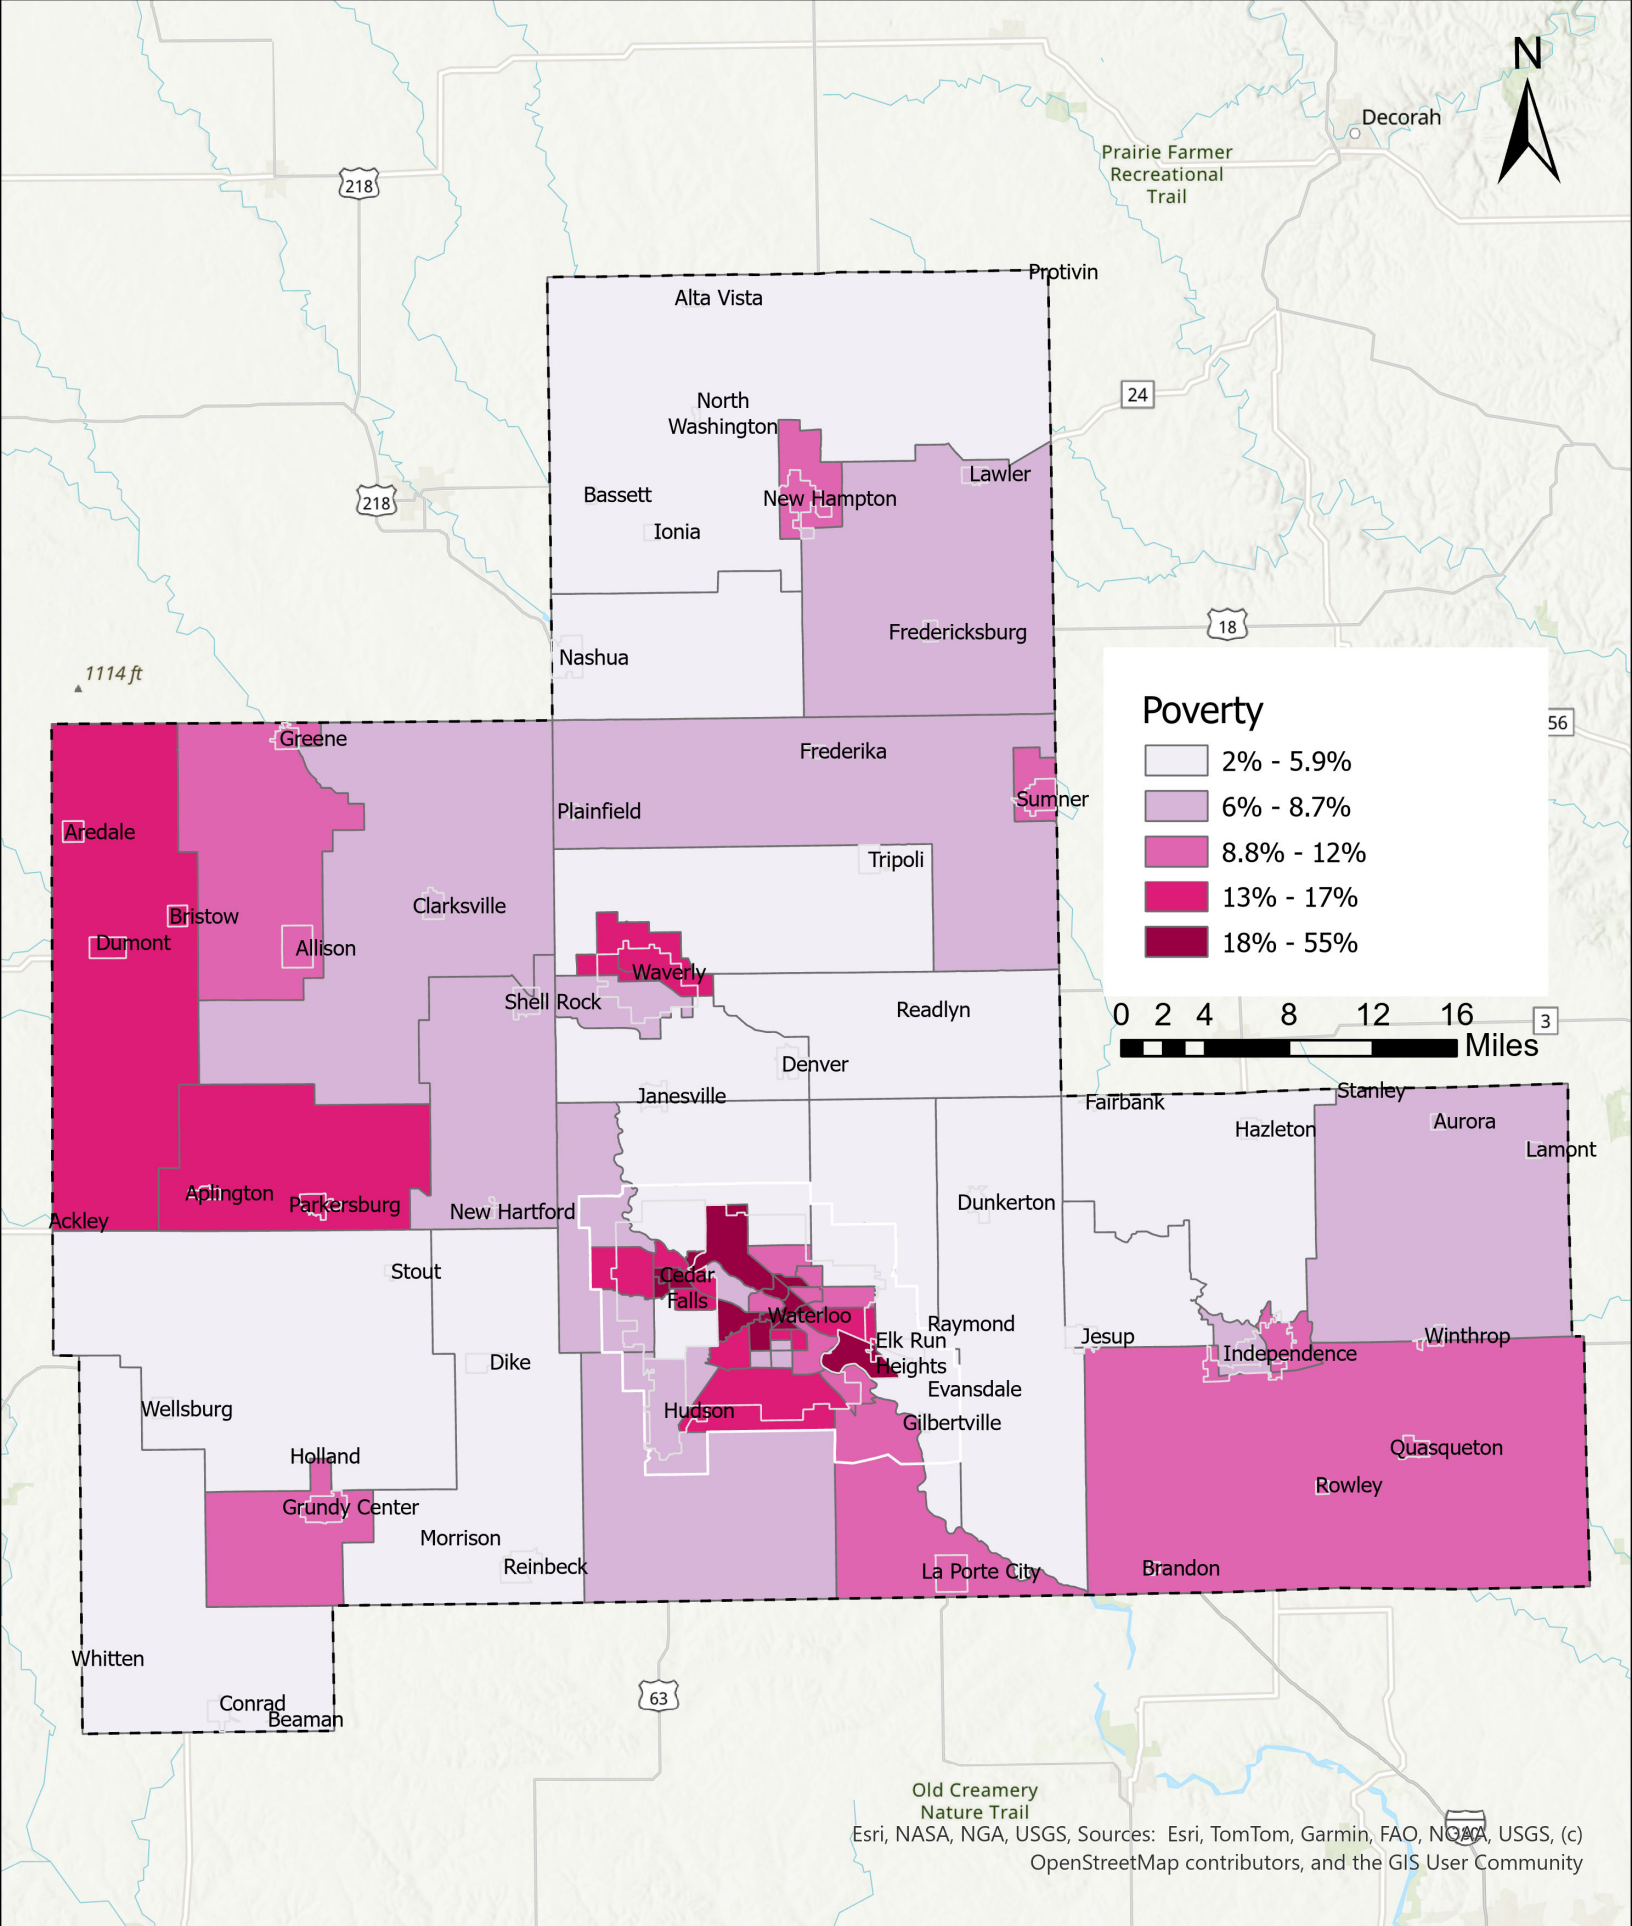 N
Decorah
Prairie Farmer
Recreational
Trail
218
Protivin
Alta Vista
24
North
Washington
Lawler
218
Bassett
New Hampton
Ionia
18
Fredericksburg
Nashua
1114 ft
Poverty
56
Greene
Frederika
2% - 5.9%
Sumner
6% - 8.7%
Plainfield
Aredale
8.8% - 12%
Tripoli
13% - 17%
Clarksville
Bristow
Dumont
Allison
18% - 55%
Waverly
Shell Rock
Readlyn
0 2 4 8 12 16
3
Miles
Denver
Janesville
Stanley
Fairbank
Aurora
Hazleton
Lamont
Aplington
Parkersburg
Dunkerton
New Hartford
Ackley
Stout
Cedar
Falls
Waterloo
Raymond
Elk Run
Heights
Jesup
Winthrop
Independence
Dike
Evansdale
Wellsburg
Hudson
Gilbertville
Holland
Quasqueton
Rowley
Grundy Center
Morrison
Reinbeck
La Porte City
Brandon
Whitten
63
Conrad
Beaman
Old Creamery
Nature Trail
Esri, NASA, NGA, USGS, Sources: Esri, TomTom, Garmin, FAO, NOAA, USGS, (c)
OpenStreetMap contributors, and the GIS User Community